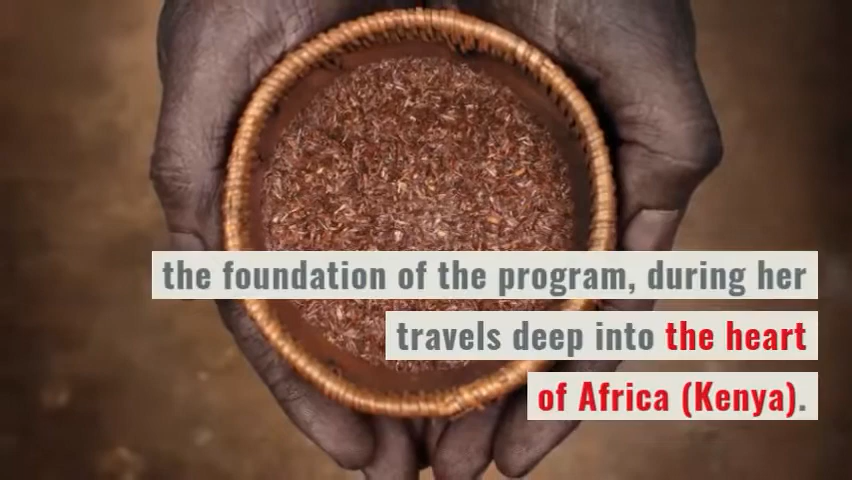 the foundation of the program, during her
travels deep into the heart
of Africa (Kenya).